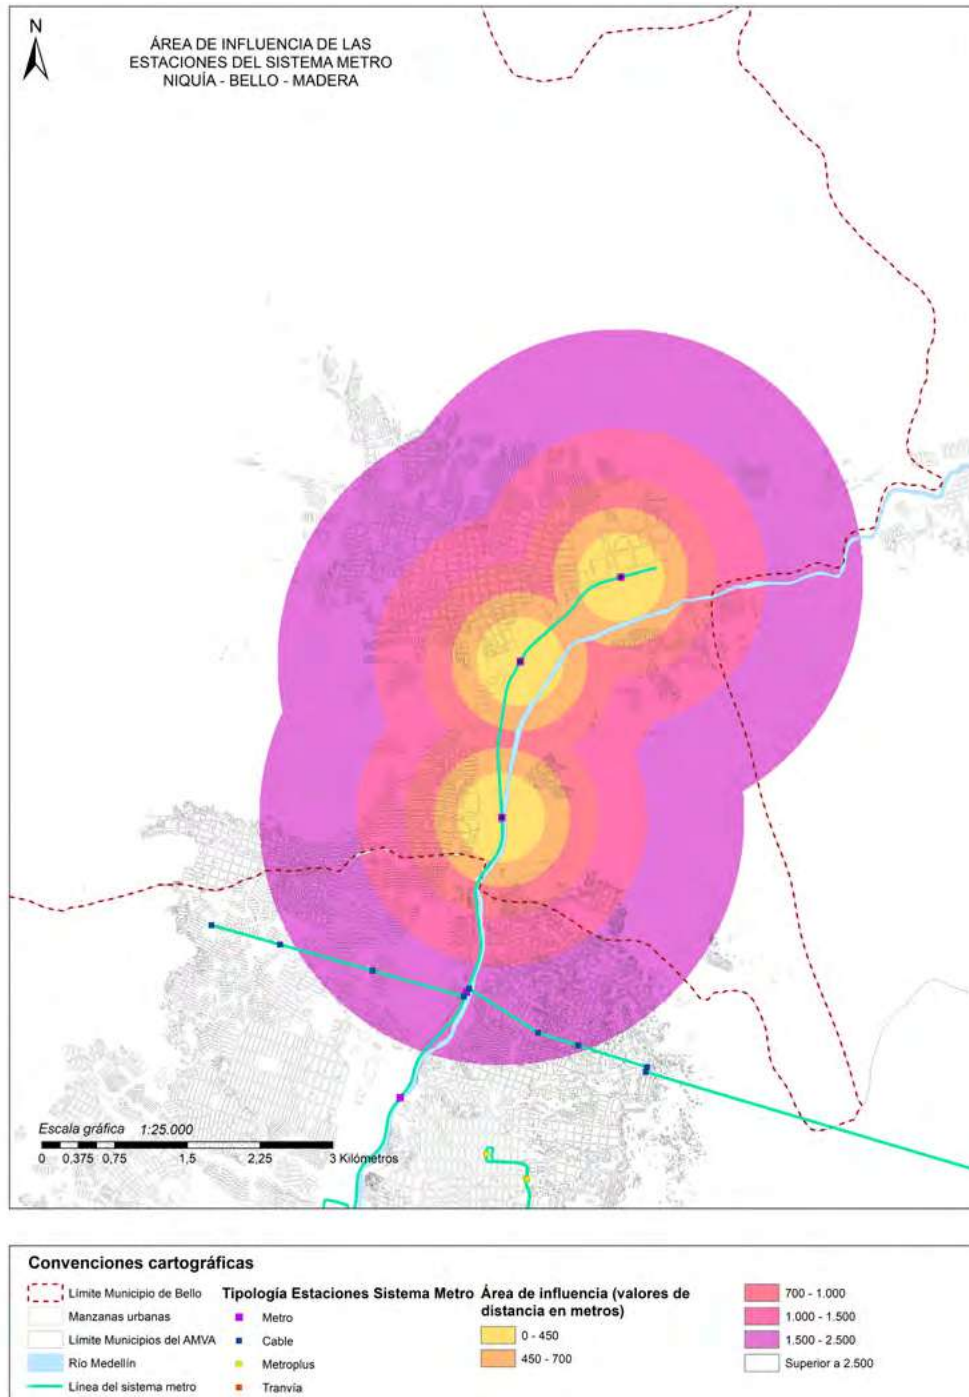 N
ÁREA DE INFLUENCIA DE LAS
ESTACIONES DEL SISTEMA METRO
NIQUÍA - BELLO - MADERA
Escala gráfica 1:25.000
0 0,375 0,75 1,5 2,25 3 Kilómetros
Convenciones cartográficas
Límite Municipio de Bello
Manzanas urbanas
Límite Municipios del AMVA
Río Medellín
Línea del sistema metro
Tipología Estaciones Sistema Metro
Metro
Cable
Metroplus
Tranvía
Área de influencia (valores de
distancia en metros)
0 - 450
450 - 700
700 - 1.000
1.000 - 1.500
1.500 - 2.500
Superior a 2.500